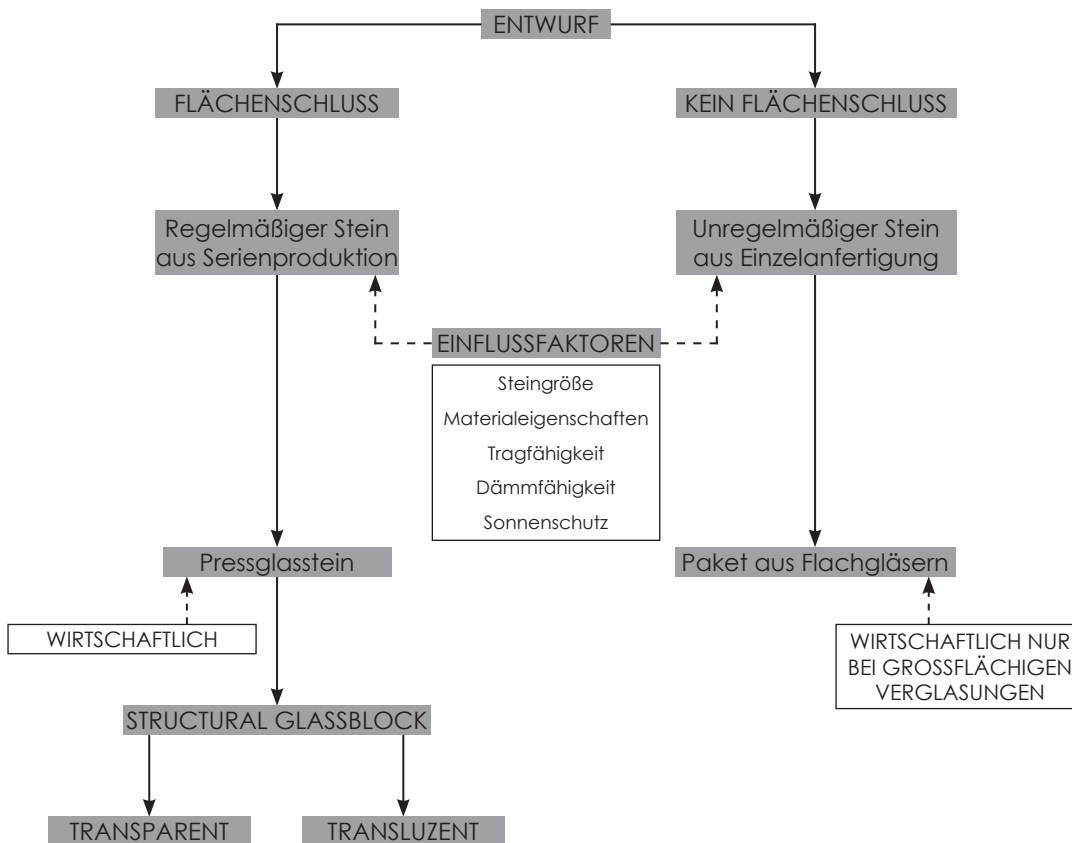 ENTWURF
FLÄCHENSCHLUSS
KEIN FLÄCHENSCHLUSS
Regelmäßiger Stein
aus Serienproduktion
Unregelmäßiger Stein
aus Einzelanfertigung
EINFLUSSFAKTOREN
Steingröße
Materialeigenschaften
Tragfähigkeit
Dämmfähigkeit
Sonnenschutz
Pressglasstein
Paket aus Flachgläsern
WIRTSCHAFTLICH
WIRTSCHAFTLICH NUR
BEI GROSSFLÄCHIGEN
VERGLASUNGEN
STRUCTURAL GLASSBLOCK
TRANSPARENT
TRANSLUZENT